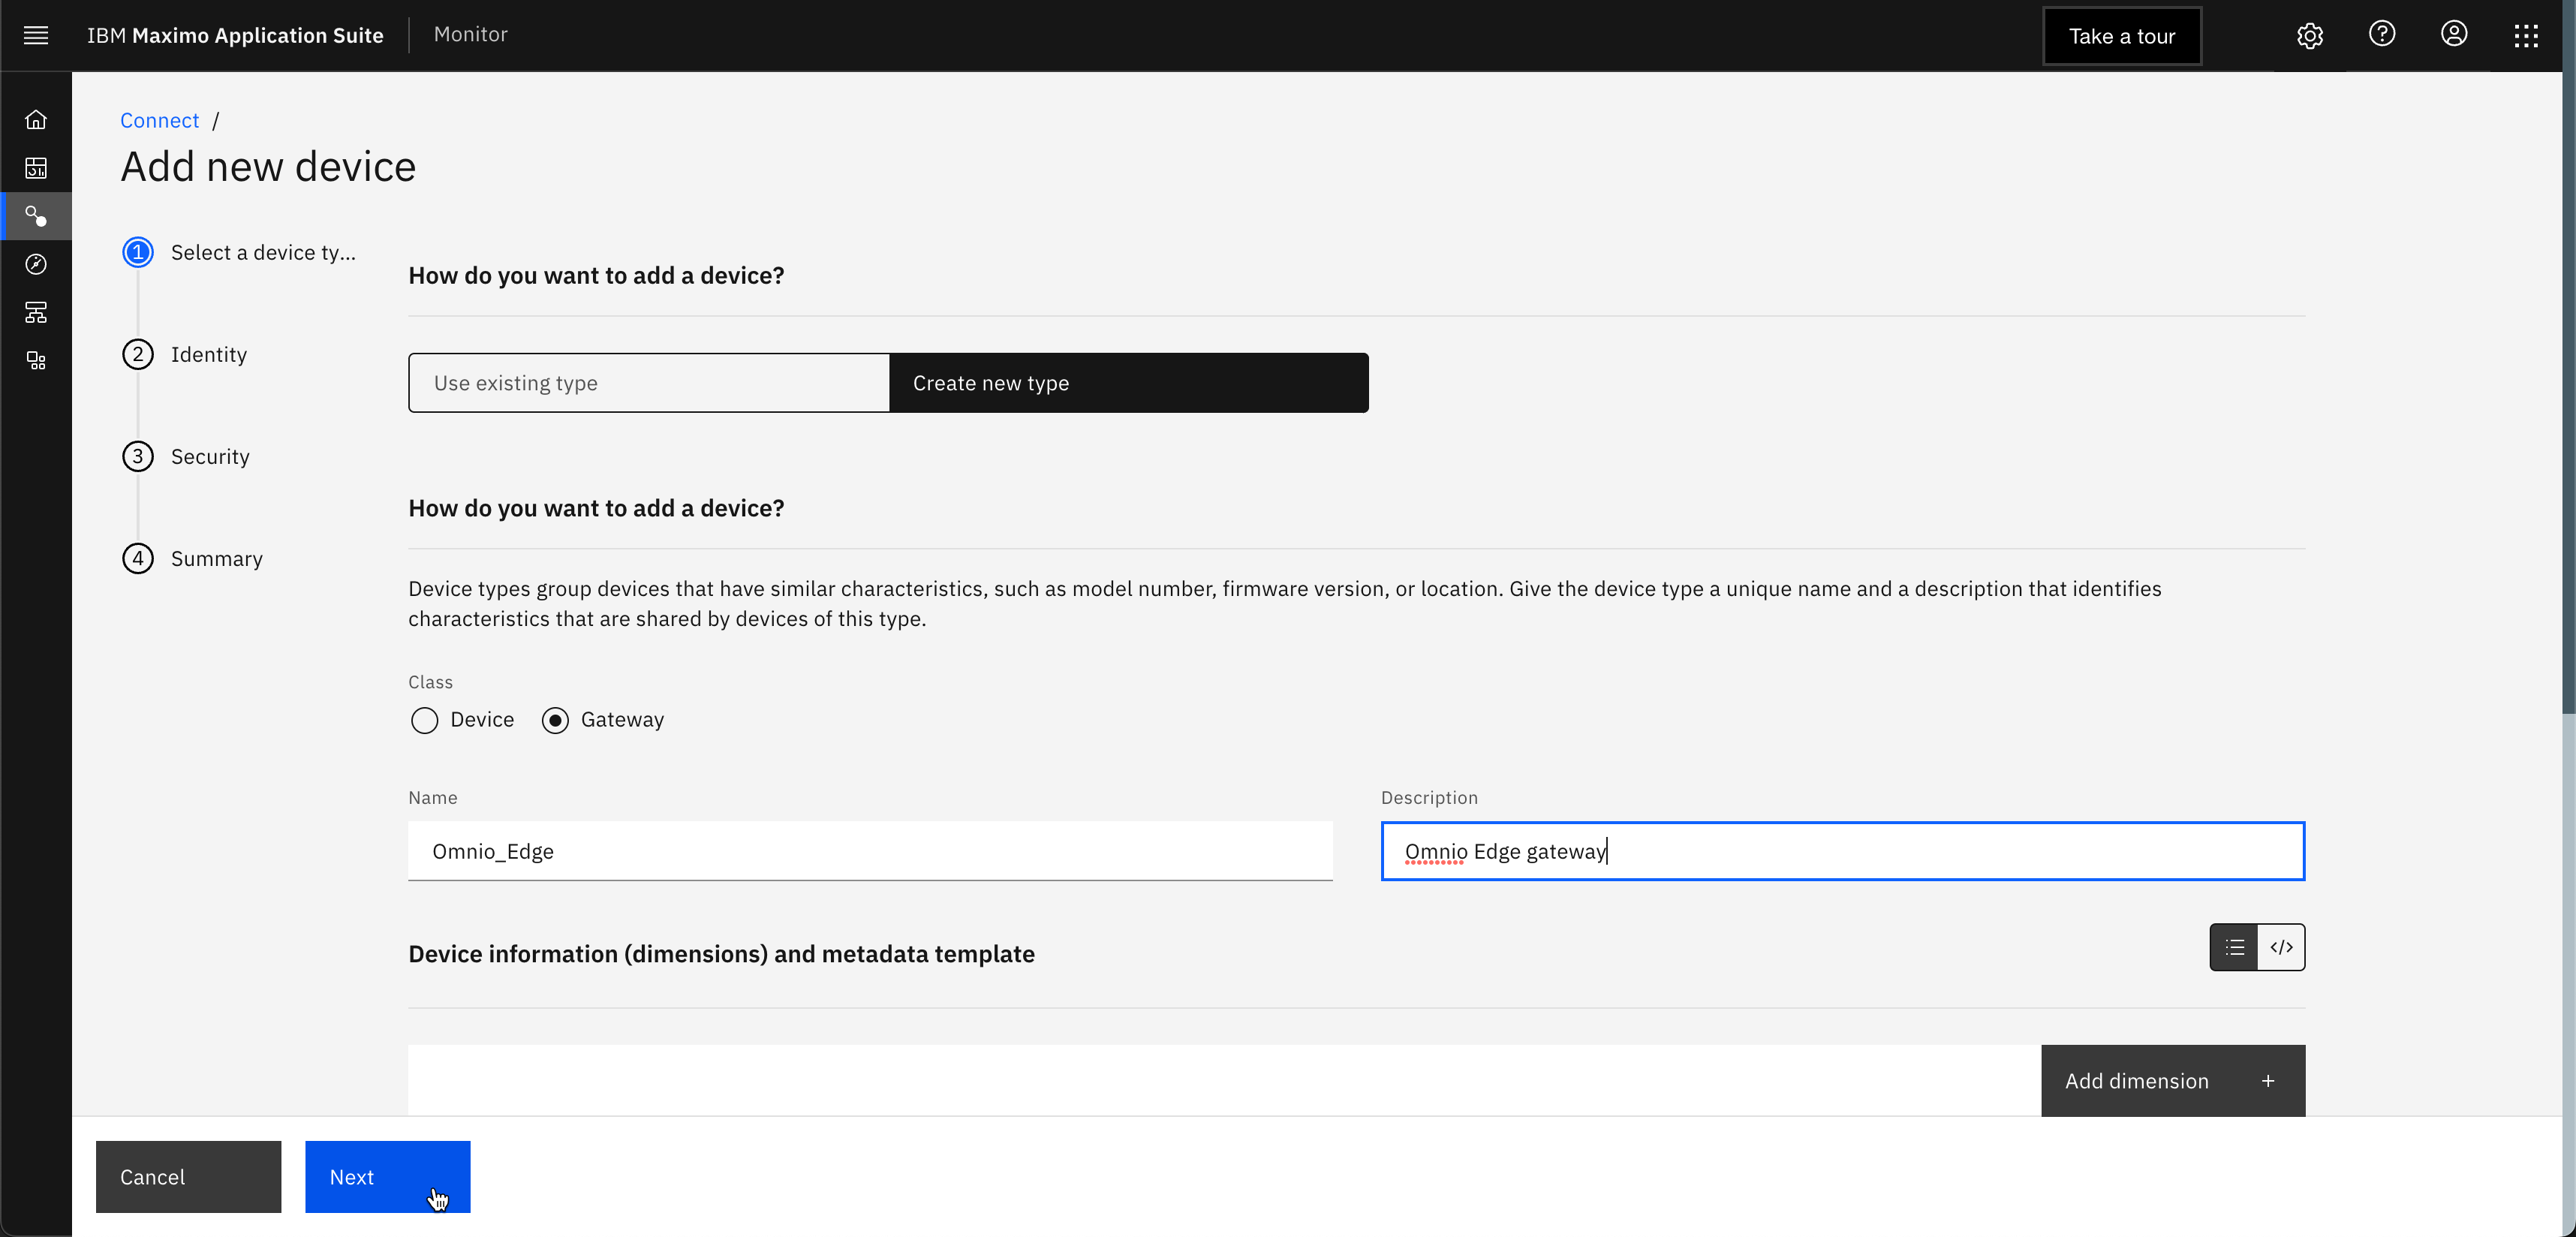 IBM Maximo Application Suite
Monitor
Take a tour
Connect /
Add new device
1 Select a device ty...
2 Identity
3 Security
4 Summary
How do you want to add a device?
Use existing type
Create new type
How do you want to add a device?
Device types group devices that have similar characteristics, such as model number, firmware version, or location. Give the device type a unique name and a description that identifies
characteristics that are shared by devices of this type.
Class
Device
Gateway
Name
Description
Omnio_Edge
Omnio Edge gateway
Device information (dimensions) and metadata template
</>
Add dimension +
Cancel
Next